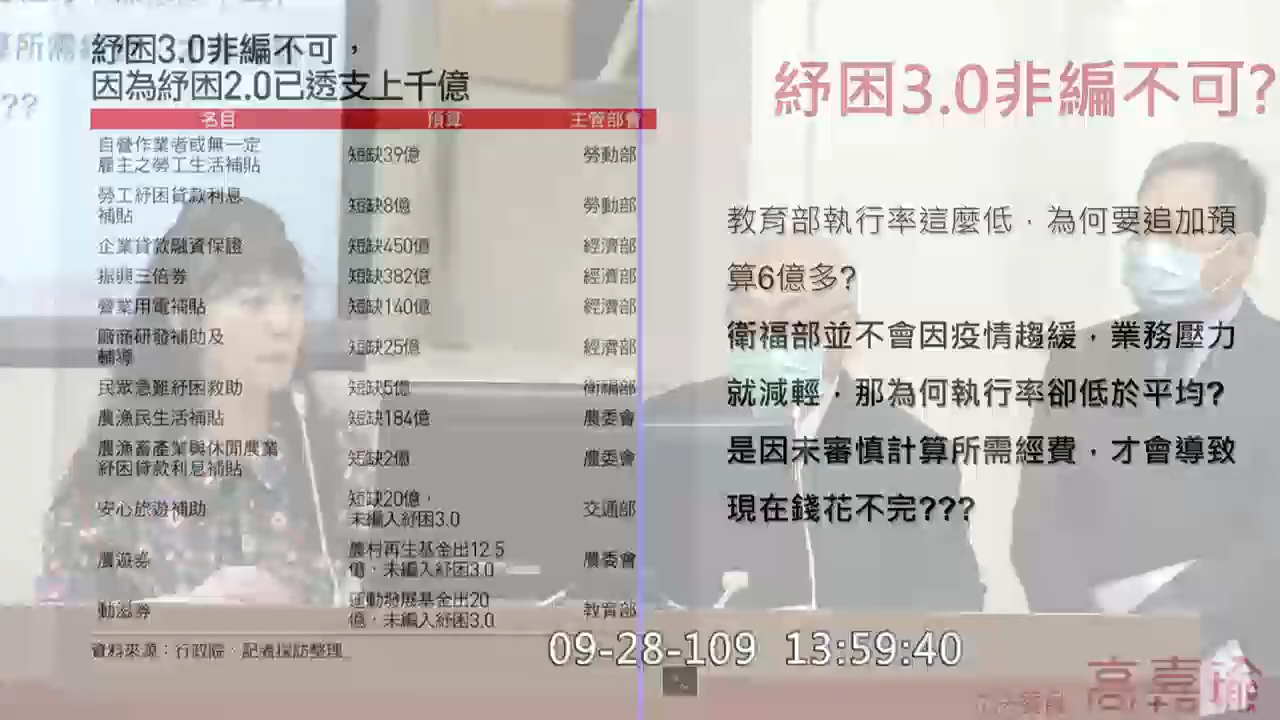 紓困3.0非編不可，
因為紓困2.0已透支上千億
名目 預算 主管部會
自營作業者或無一定
雇主之勞工生活補貼 短缺39億 勞動部
勞工紓困貸款利息
補貼 短缺8億 勞動部
企業貸款融資保證 短缺450億 經濟部
振興三倍券 短缺382億 經濟部
營業用電補貼 短缺140億 經濟部
廠商研發補助及
輔導 短缺25億 經濟部
民眾急難紓困救助 短缺5億 衛福部
農漁民生活補貼 短缺184億 農委會
農漁畜產業與休閒農業
紓困貸款利息補貼 短缺2億 農委會
安心旅遊補助 短缺20億，
未編入紓困3.0 交通部
農遊券 農村再生基金出12.5
億，未編入紓困3.0 農委會
動滋券 運動發展基金出20
億，未編入紓困3.0 教育部
資料來源：行政院、記者採訪整理
紓困3.0非編不可?
教育部執行率這麼低，為何要追加預
算6億多?
衛福部並不會因疫情趨緩，業務壓力
就減輕，那為何執行率卻低於平均?
是因未審慎計算所需經費，才會導致
現在錢花不完???
09-28-109 13:59:40
立法委員 高嘉瑜
??